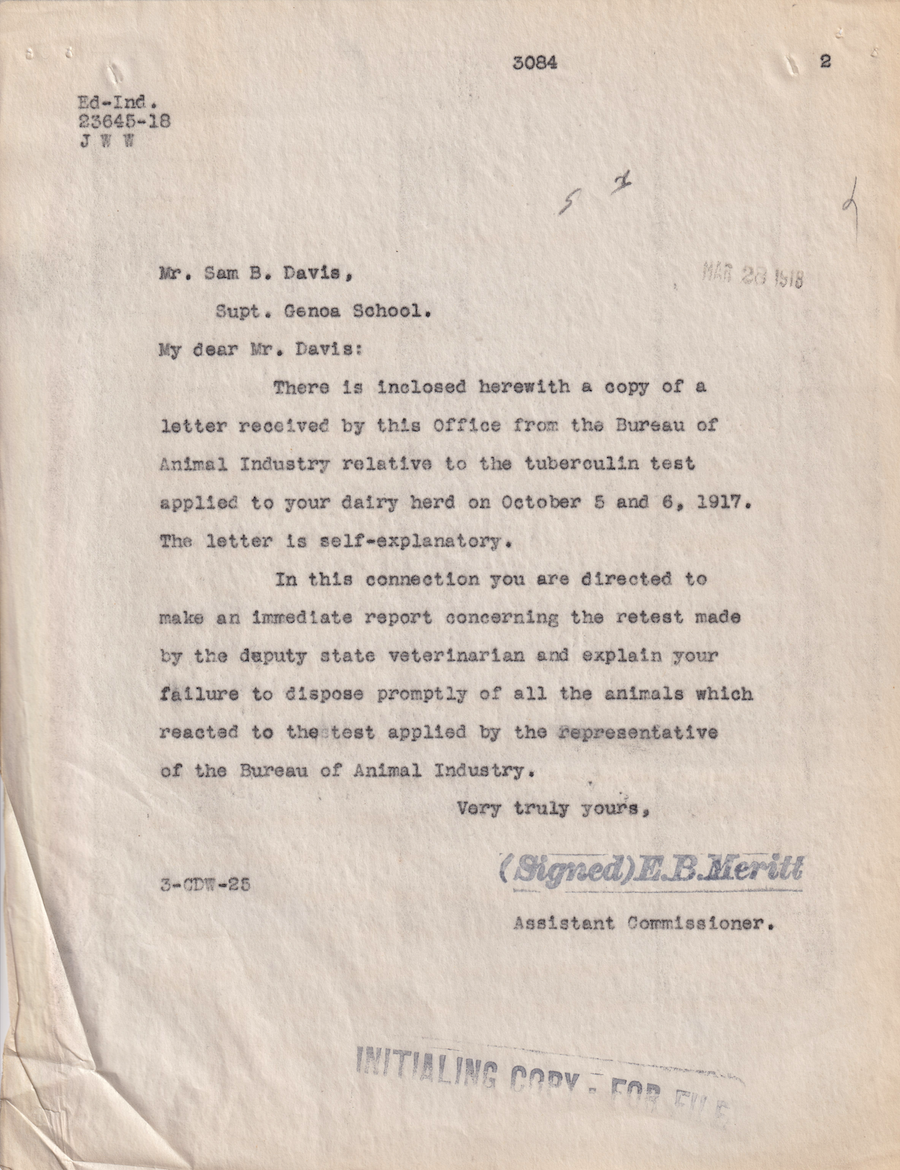 3084
2
Ed-Ind.
23645-18
J W W
MAR 28 1918
Mr. Sam B. Davis,
Supt. Genoa School.
My dear Mr. Davis:
There is inclosed herewith a copy of a
letter received by this Office from the Bureau of
Animal Industry relative to the tuberculin test
applied to your dairy herd on October 5 and 6, 1917.
The letter is self-explanatory.
In this connection you are directed to
make an immediate report concerning the retest made
by the deputy state veterinarian and explain your
failure to dispose promptly of all the animals which
reacted to the test applied by the representative
of the Bureau of Animal Industry.
Very truly yours,
(Signed) E.B. Meritt
3-CDW-25
Assistant Commissioner.
INITIALING COPY - FOR FILE